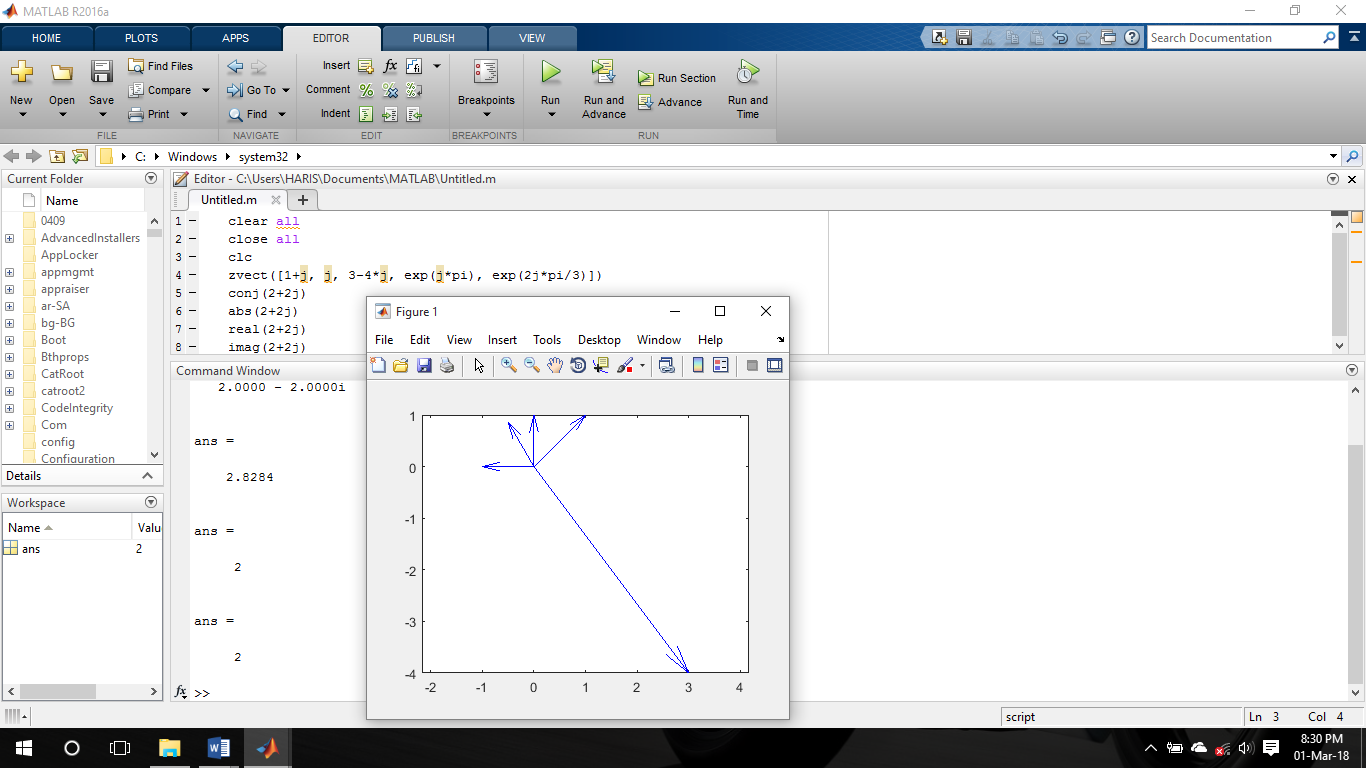 MATLAB R2016a
HOME PLOTS APPS EDITOR PUBLISH VIEW
Search Documentation
New Open Save Find Files Compare Print
FILE
Go To Find
NAVIGATE
Insert fx
Comment
Indent
EDIT
Breakpoints
BREAKPOINTS
Run Run and Advance Run Section Advance Run and Time
RUN
C: Windows system32
Current Folder
Name
0409
AdvancedInstallers
AppLocker
appmgmt
appraiser
ar-SA
bg-BG
Boot
Bthprops
CatRoot
catroot2
CodeIntegrity
Com
config
Configuration
Details
Workspace
Name Valu
ans 2
Editor - C:\Users\HARIS\Documents\MATLAB\Untitled.m
Untitled.m
1 clear all
2 close all
3 clc
4 zvect([1+j, j, 3-4*j, exp(j*pi), exp(2j*pi/3)])
5 conj(2+2j)
6 abs(2+2j)
7 real(2+2j)
8 imag(2+2j)
Command Window
2.0000 - 2.0000i
ans =
2.8284
ans =
2
ans =
2
fx >>
Figure 1
File Edit View Insert Tools Desktop Window Help
1
0
-1
-2
-3
-4
-2 -1 0 1 2 3 4
script Ln 3 Col 4
8:30 PM
01-Mar-18